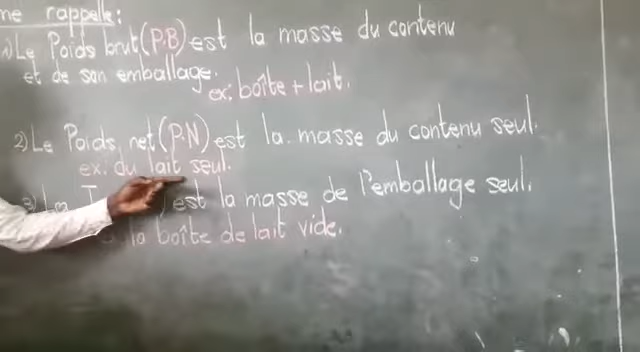 me rappelle:
1) Le Poids brut (P.B) est la masse du contenu
et de son emballage.
ex: boîte + lait.
2) Le Poids net (P.N) est la masse du contenu seul.
ex: du lait seul.
3) La T est la masse de l'emballage seul.
la boîte de lait vide.